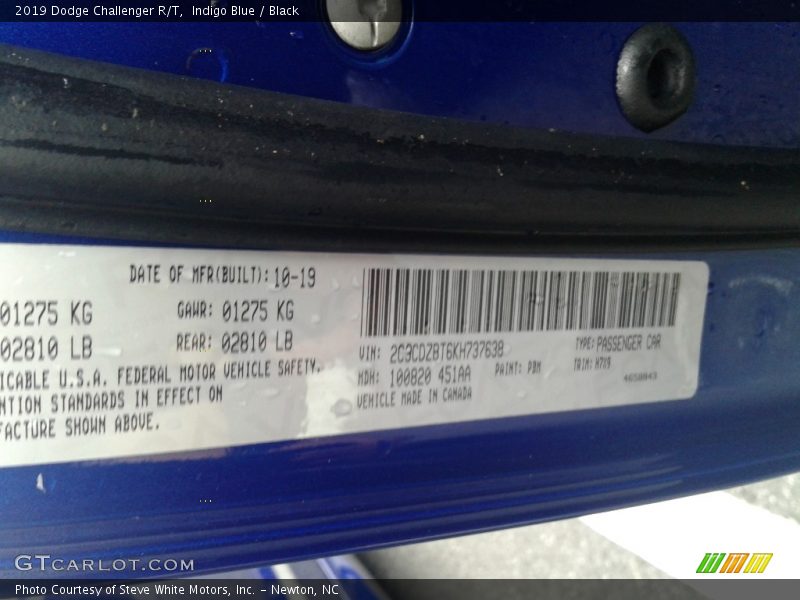 2019 Dodge Challenger R/T, Indigo Blue / Black
DATE OF MFR(BUILT): 10-19
01275 KG GAWR: 01275 KG
02810 LB REAR: 02810 LB
ICABLE U.S.A. FEDERAL MOTOR VEHICLE SAFETY,
NTION STANDARDS IN EFFECT ON
FACTURE SHOWN ABOVE.
VIN: 2C3CDZBT6KH737638 TYPE: PASSENGER CAR
MDH: 100820 451AA PAINT: PBM TRIM: H7X9
VEHICLE MADE IN CANADA 4658843
GTCARLOT.COM
Photo Courtesy of Steve White Motors, Inc. – Newton, NC